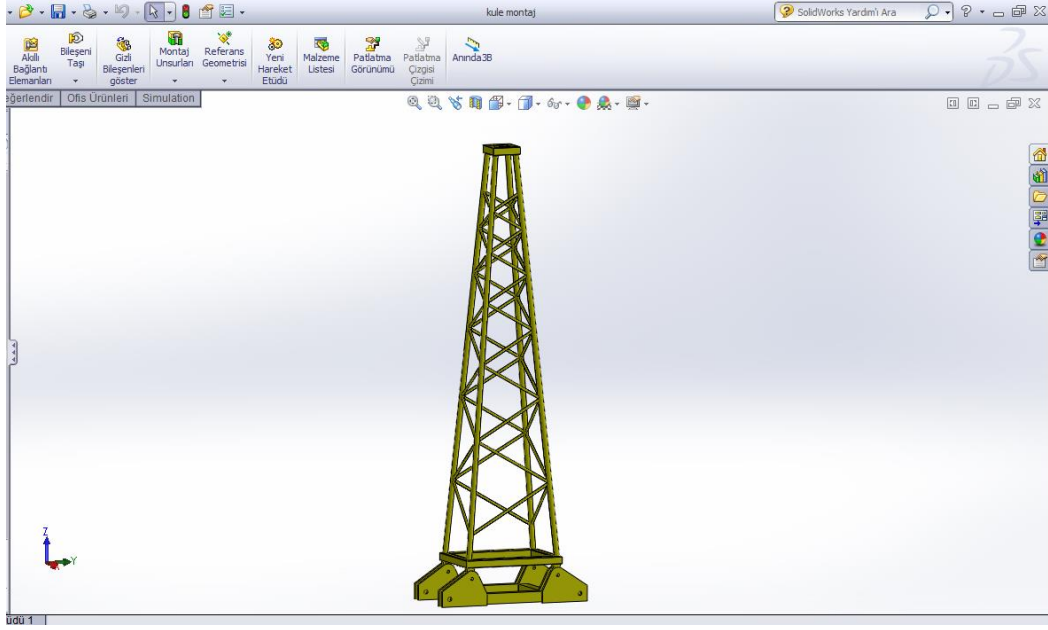 kule montaj
SolidWorks Yardım'ı Ara
Akıllı Bağlantı Elemanları
Bileşeni Taşı
Gizli Bileşenleri göster
Montaj Unsurları
Referans Geometrisi
Yeni Hareket Etüdü
Malzeme Listesi
Patlatma Görünümü
Patlatma Çizgisi Çizimi
Anında3B
eğerlendir
Ofis Ürünleri
Simulation
Z
Y
üdü 1